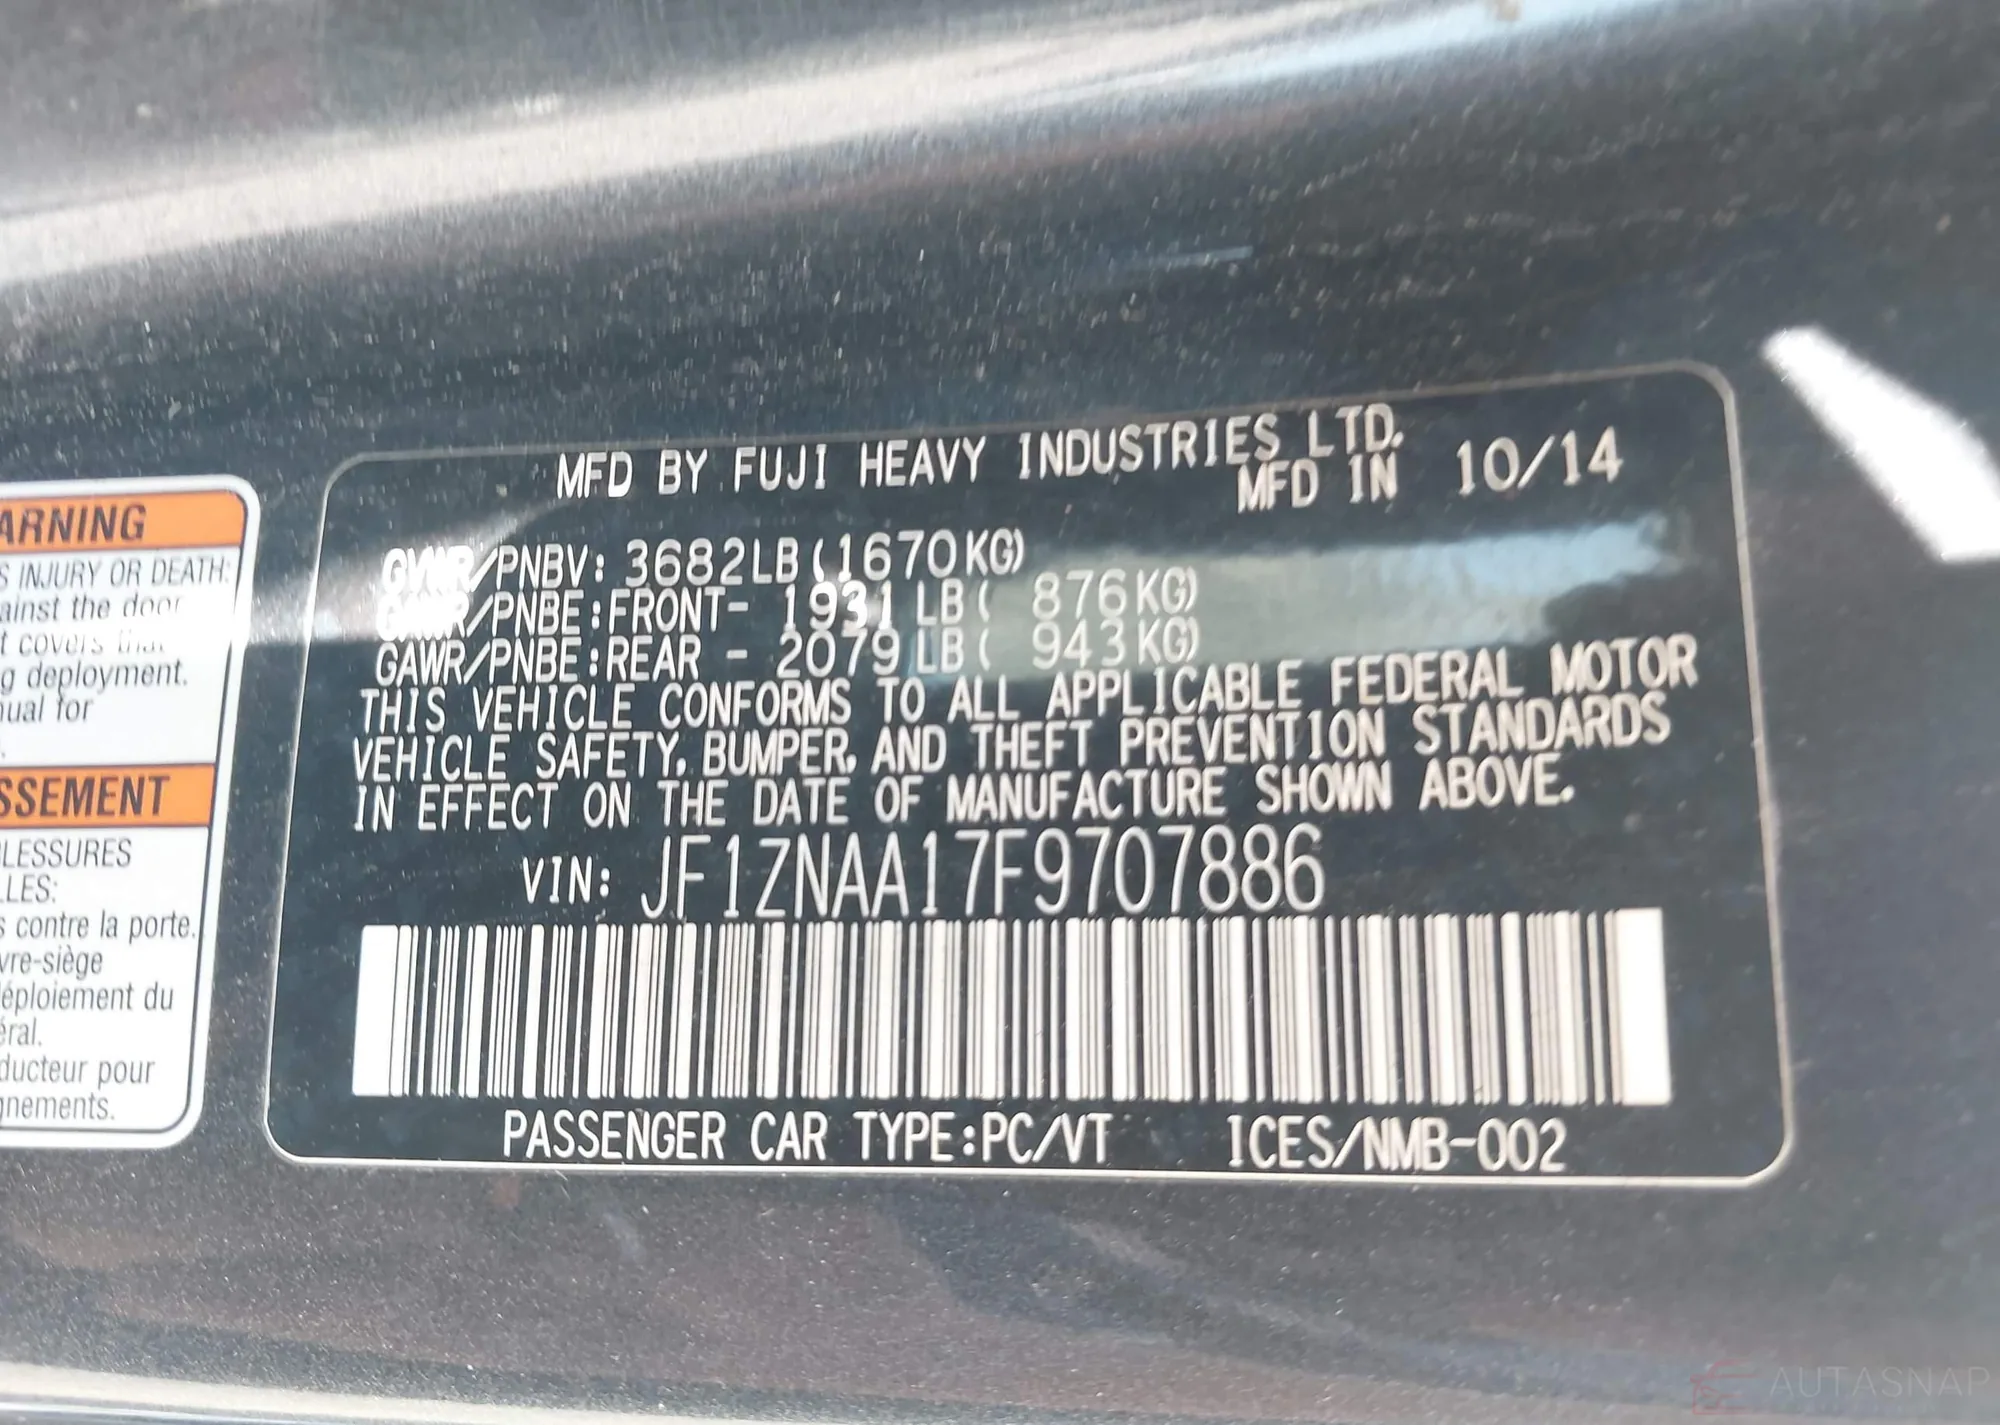 MFD BY FUJI HEAVY INDUSTRIES LTD.
MFD IN 10/14
GVWR/PNBV: 3682LB(1670KG)
GAWR/PNBE:FRONT- 1931 LB( 876KG)
GAWR/PNBE:REAR - 2079LB( 943KG)
THIS VEHICLE CONFORMS TO ALL APPLICABLE FEDERAL MOTOR
VEHICLE SAFETY, BUMPER, AND THEFT PREVENTION STANDARDS
IN EFFECT ON THE DATE OF MANUFACTURE SHOWN ABOVE.
VIN: JF1ZNAA17F9707886
PASSENGER CAR TYPE:PC/VT ICES/NMB-002
ARNING
S INJURY OR DEATH:
ainst the door
t covers
g deployment.
nual for
SSEMENT
LESSURES
LLES:
s contre la porte.
vre-siège
éploiement du
éral.
ducteur pour
gnements.
AUTASNAP